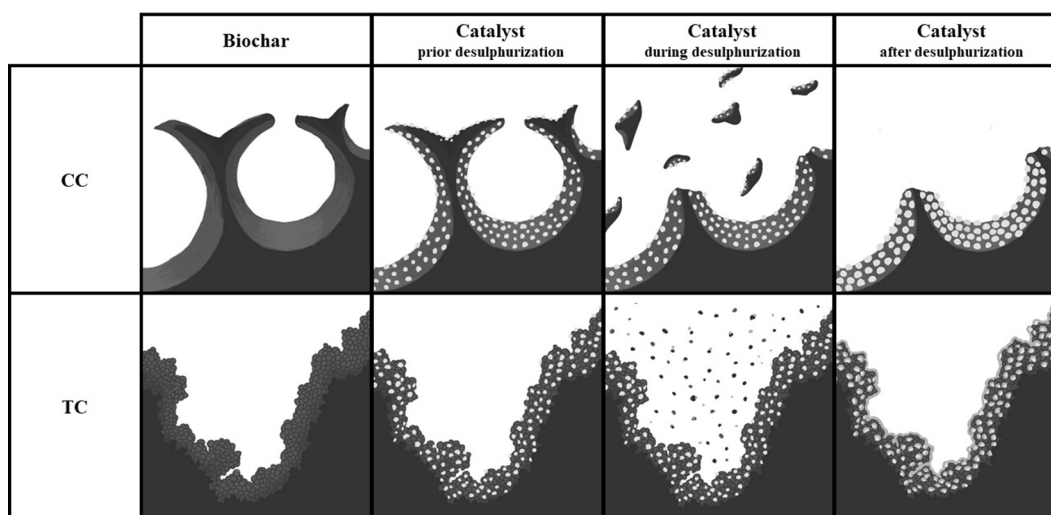 Biochar
Catalyst
prior desulphurization
Catalyst
during desulphurization
Catalyst
after desulphurization
CC
TC